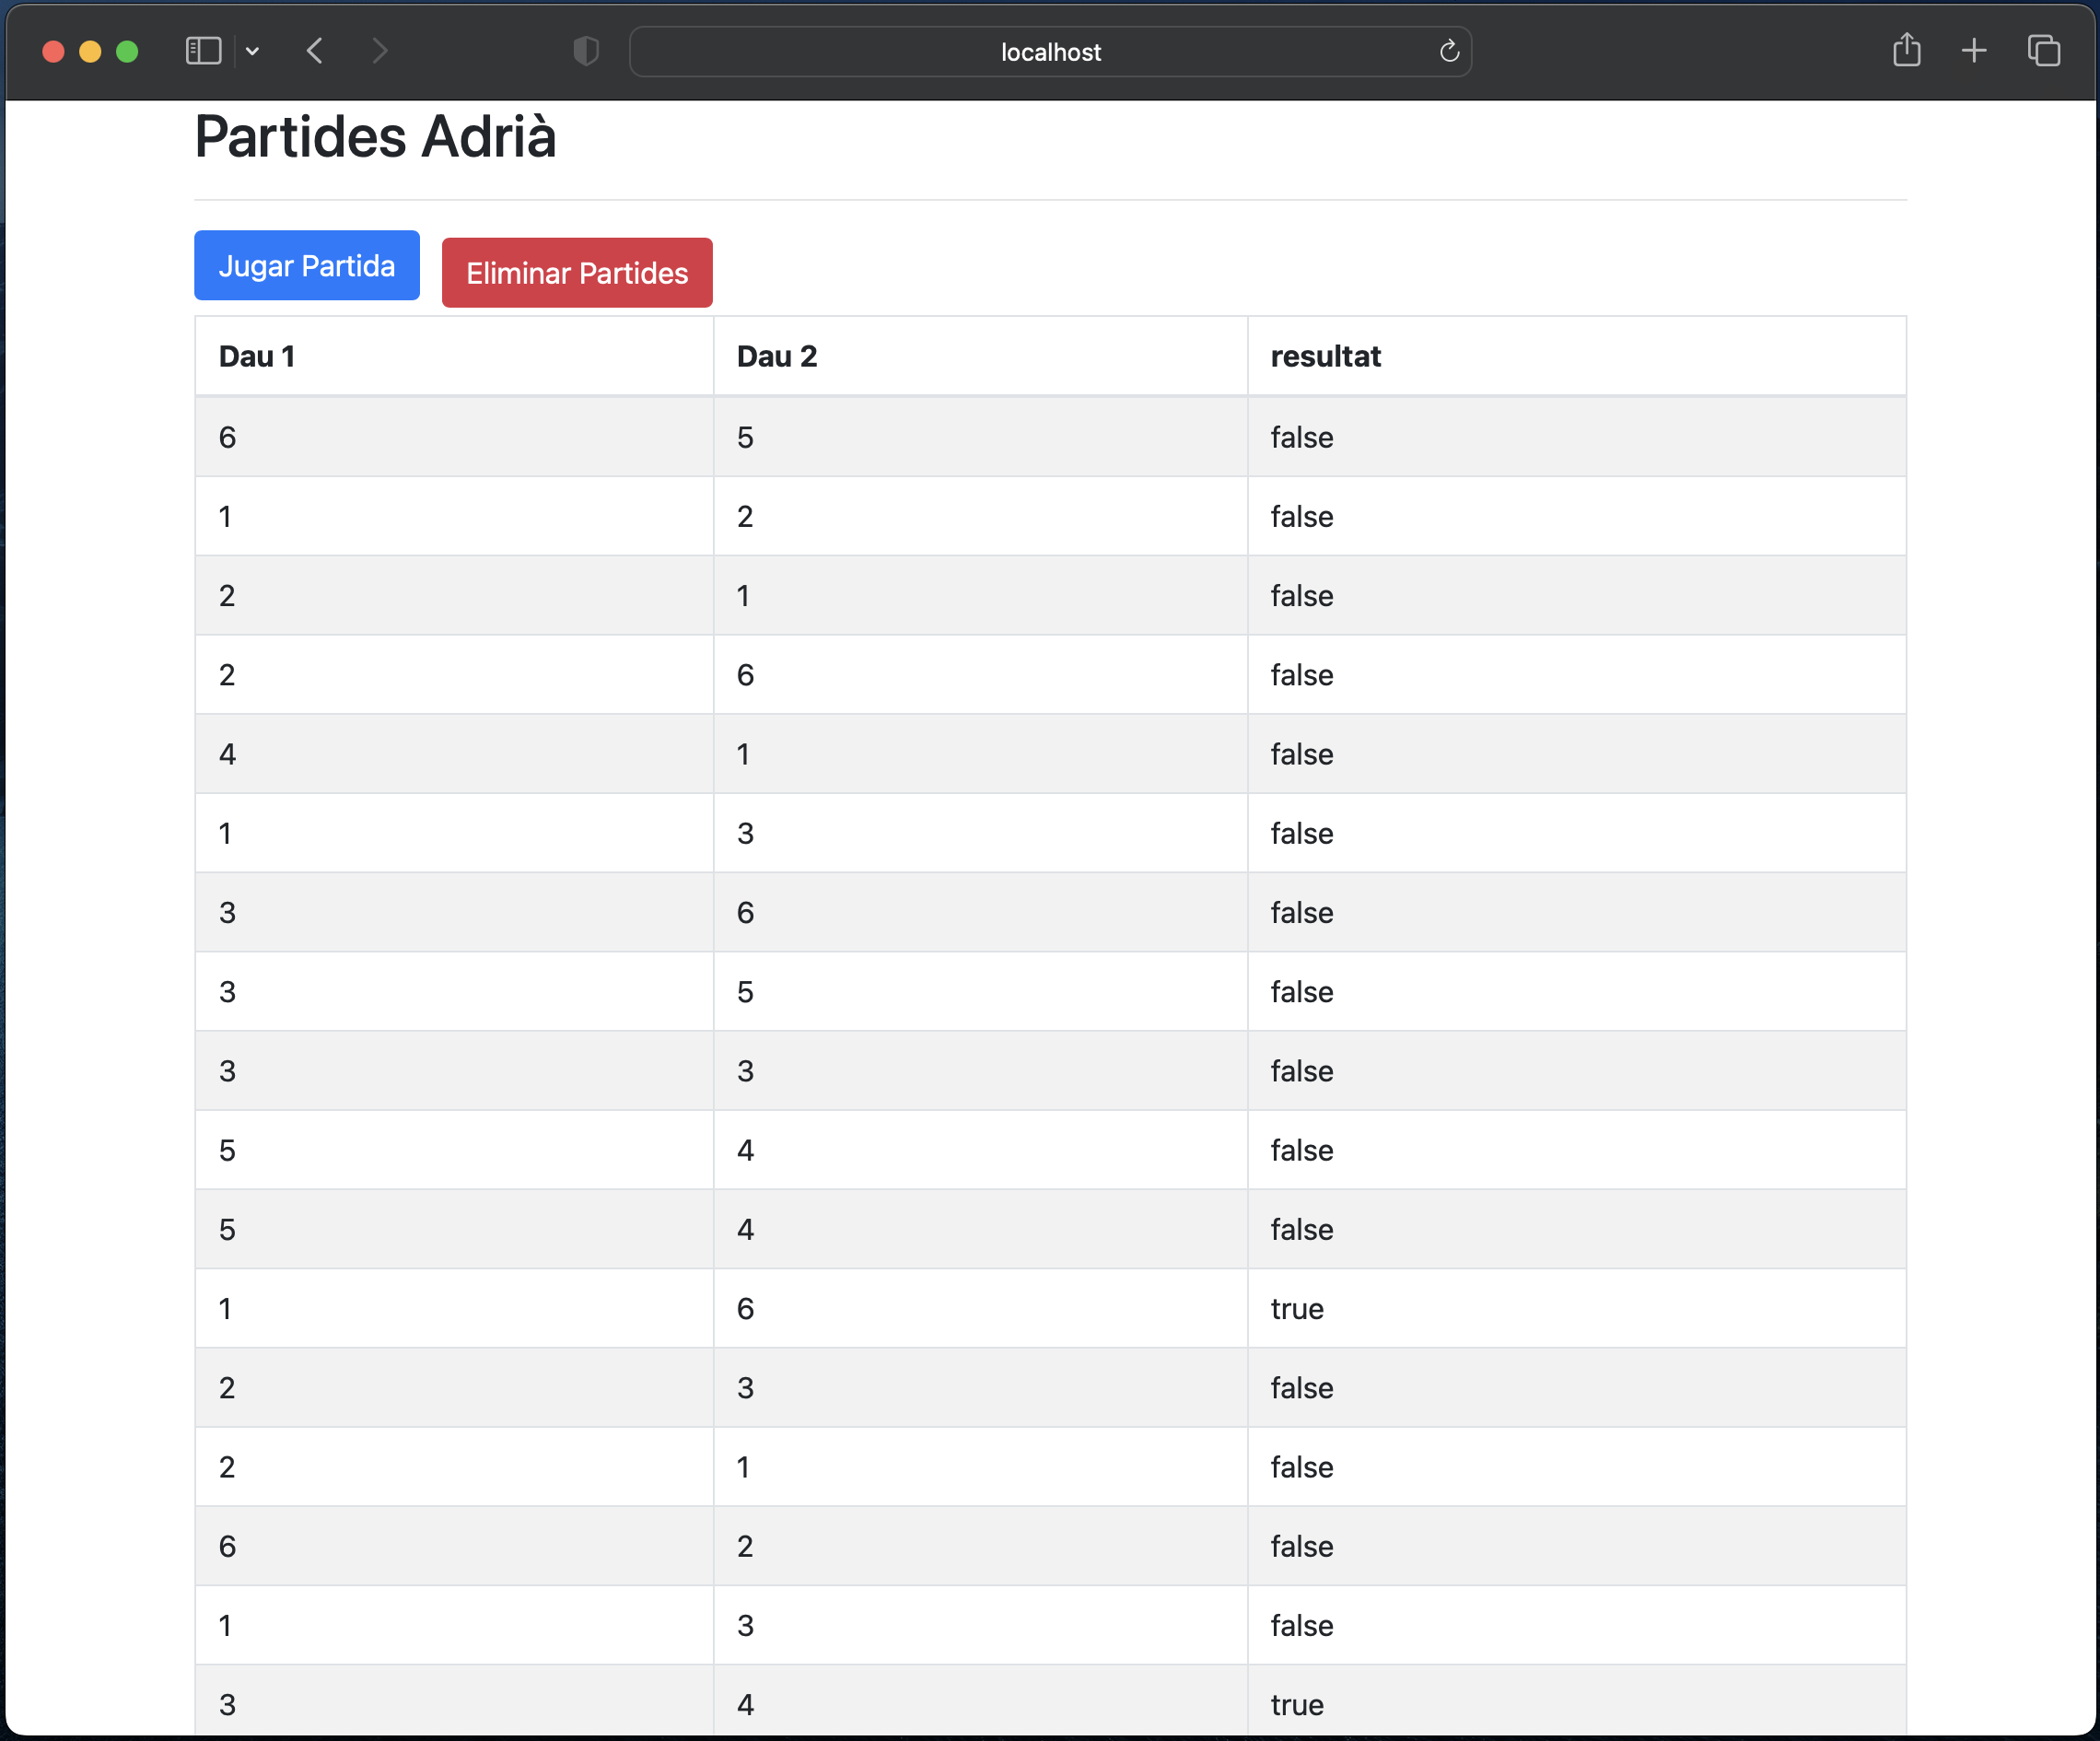 localhost
Partides Adrià
Jugar Partida Eliminar Partides
Dau 1 Dau 2 resultat
6 5 false
1 2 false
2 1 false
2 6 false
4 1 false
1 3 false
3 6 false
3 5 false
3 3 false
5 4 false
5 4 false
1 6 true
2 3 false
2 1 false
6 2 false
1 3 false
3 4 true